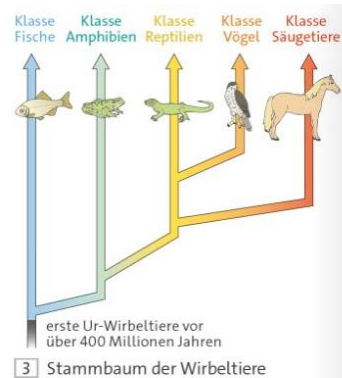 Klasse Fische
Klasse Amphibien
Klasse Reptilien
Klasse Vögel
Klasse Säugetiere
erste Ur-Wirbeltiere vor
über 400 Millionen Jahren
3 Stammbaum der Wirbeltiere